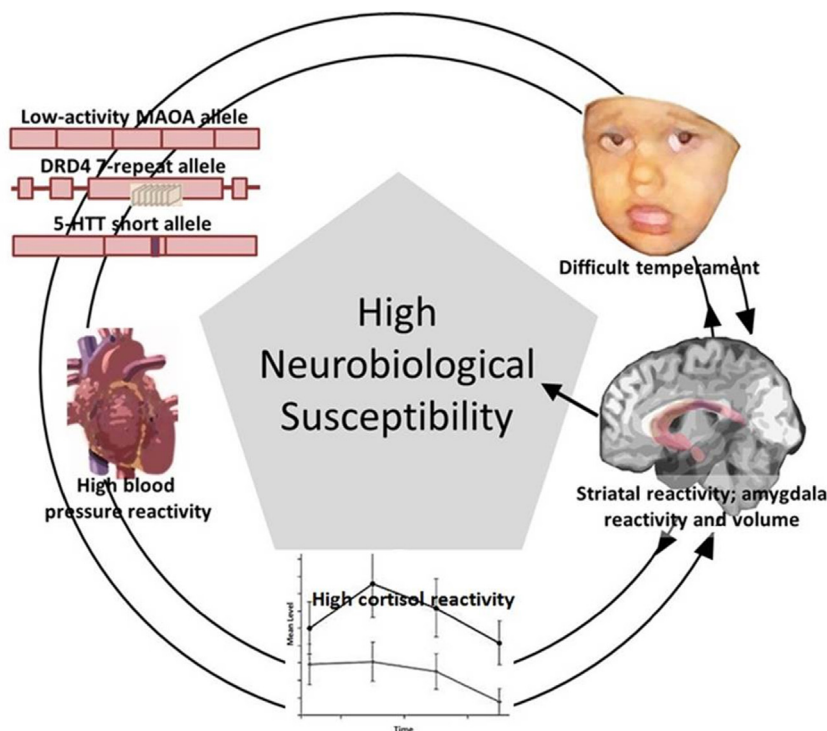 Low-activity MAOA allele
DRD4 7-repeat allele
5-HTT short allele
Difficult temperament
High
Neurobiological
Susceptibility
High blood
pressure reactivity
Striatal reactivity; amygdala
reactivity and volume
High cortisol reactivity
Mean Level
Time